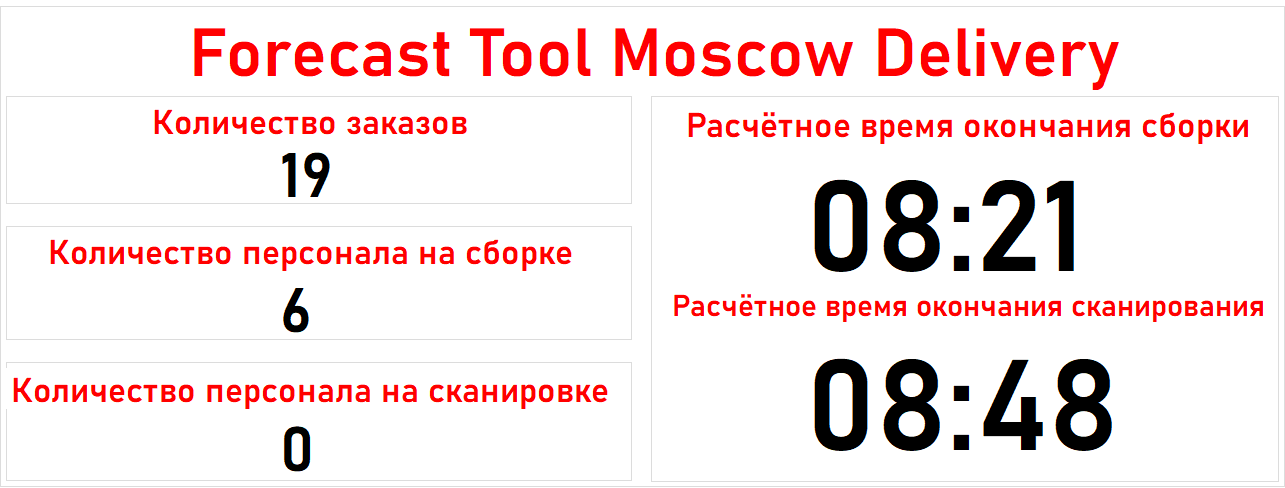 Forecast Tool Moscow Delivery
Количество заказов
19
Количество персонала на сборке
6
Количество персонала на сканировке
0
Расчётное время окончания сборки
08:21
Расчётное время окончания сканирования
08:48